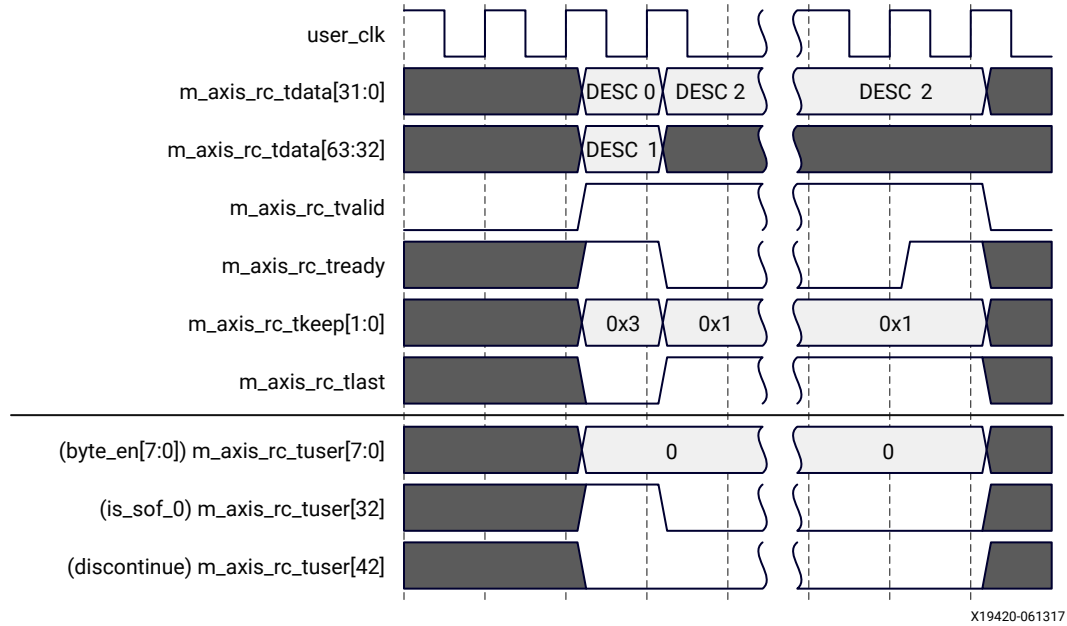 user_clk
m_axis_rc_tdata[31:0] DESC 0 DESC 2 DESC 2
m_axis_rc_tdata[63:32] DESC 1
m_axis_rc_tvalid
m_axis_rc_tready
m_axis_rc_tkeep[1:0] 0x3 0x1 0x1
m_axis_rc_tlast
(byte_en[7:0]) m_axis_rc_tuser[7:0] 0 0
(is_sof_0) m_axis_rc_tuser[32]
(discontinue) m_axis_rc_tuser[42]
X19420-061317